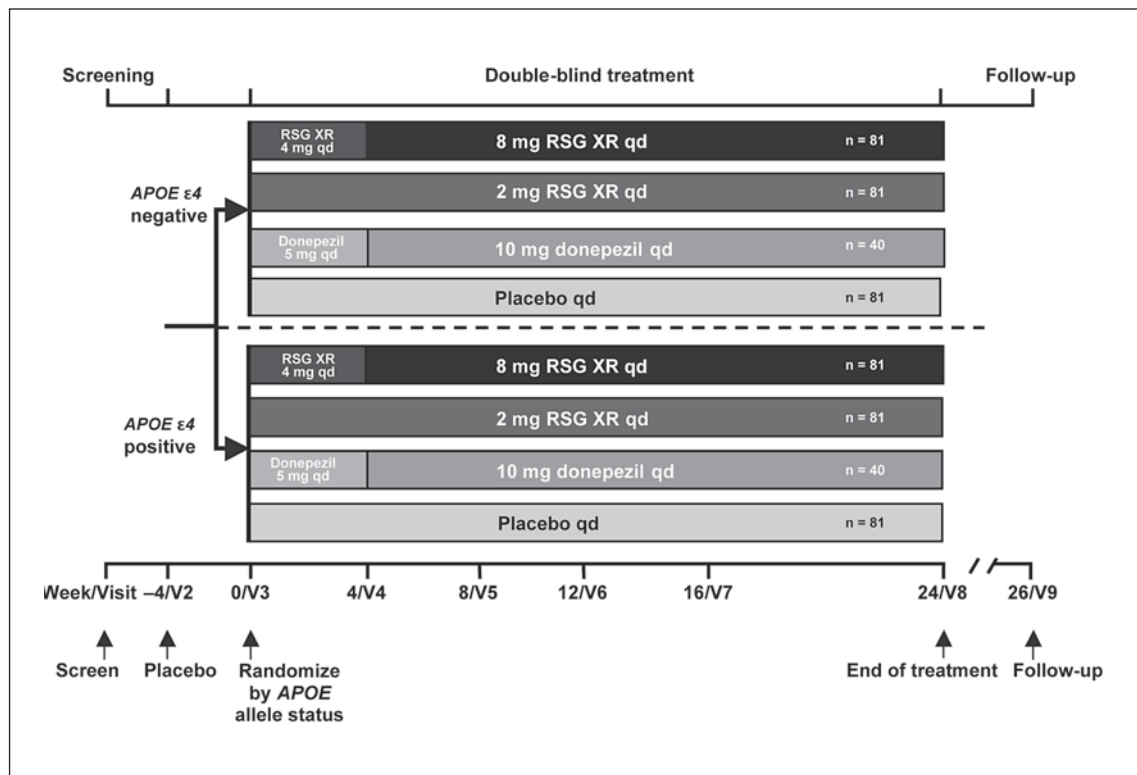 Screening Double-blind treatment Follow-up
RSG XR
4 mg qd
8 mg RSG XR qd n = 81
APOE ε4
negative
2 mg RSG XR qd n = 81
Donepezil
5 mg qd
10 mg donepezil qd n = 40
Placebo qd n = 81
RSG XR
4 mg qd
8 mg RSG XR qd n = 81
APOE ε4
positive
2 mg RSG XR qd n = 81
Donepezil
5 mg qd
10 mg donepezil qd n = 40
Placebo qd n = 81
Week/Visit –4/V2 0/V3 4/V4 8/V5 12/V6 16/V7 24/V8 26/V9
Screen Placebo Randomize
by APOE
allele status
End of treatment Follow-up